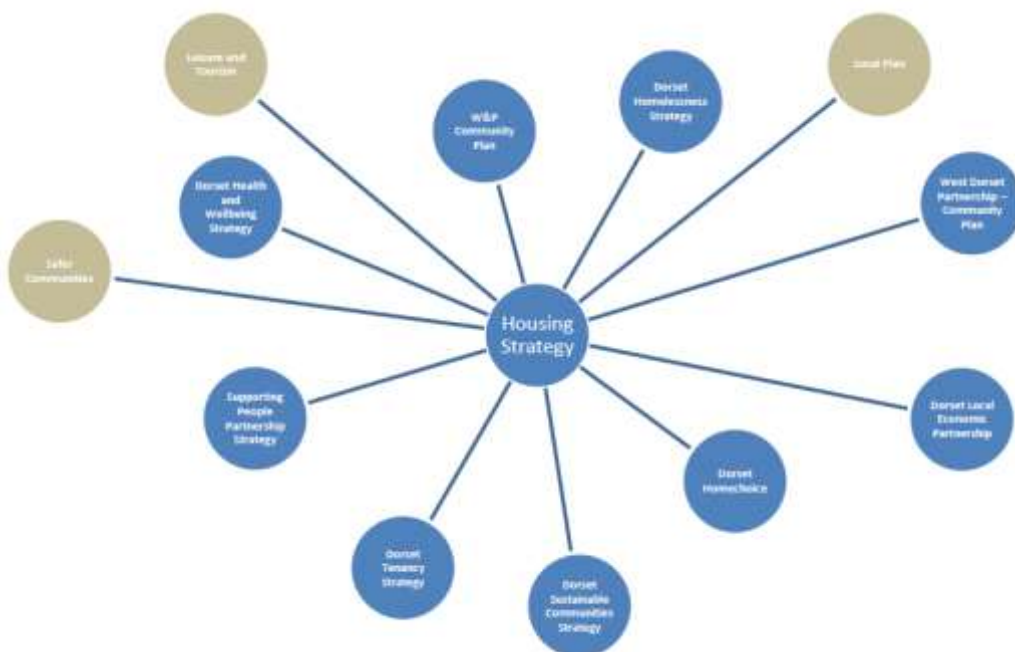 Leisure and
Tourism
Local Plan
Dorset
Homelessness
Strategy
W&P
Community
Plan
Dorset Health
and
Wellbeing
Strategy
West Dorset
Partnership –
Community
Plan
Safer
Communities
Housing
Strategy
Supporting
People
Partnership
Strategy
Dorset Local
Economic
Partnership
Dorset
Homechoice
Dorset
Tenancy
Strategy
Dorset
Sustainable
Communities
Strategy